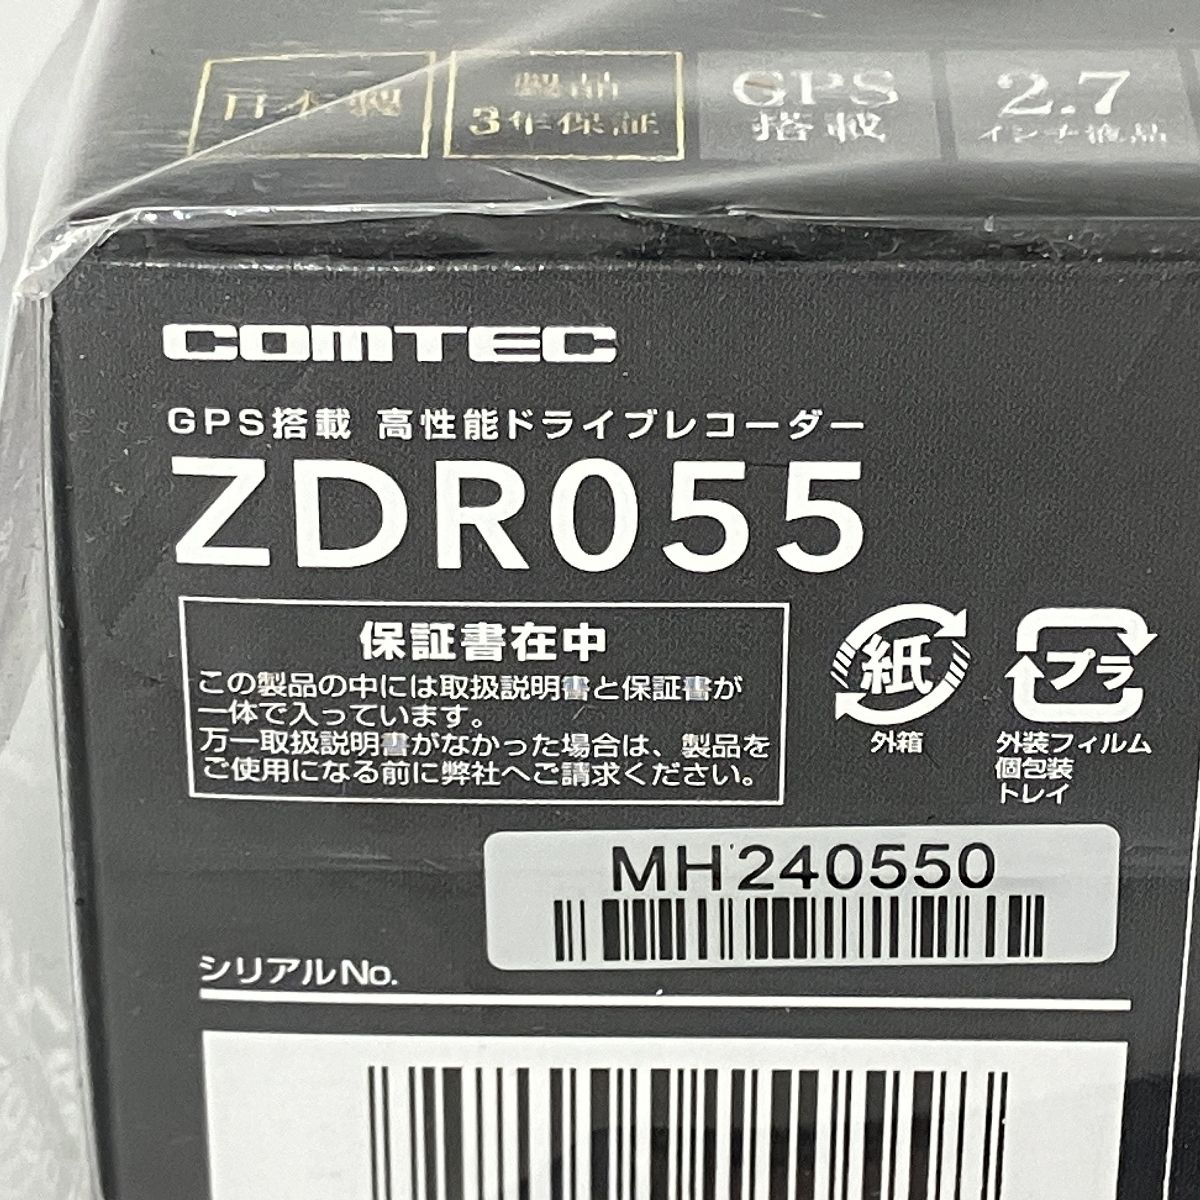 日本製
製品
3年保証
GPS
搭載
2.7
インチ液晶
COMTEC
GPS搭載 高性能ドライブレコーダー
ZDR055
保証書在中
この製品の中には取扱説明書と保証書が
一体で入っています。
万一取扱説明書がなかった場合は、製品を
ご使用になる前に弊社へご請求ください。
紙
外箱
プラ
外装フィルム
個包装
トレイ
MH240550
シリアルNo.